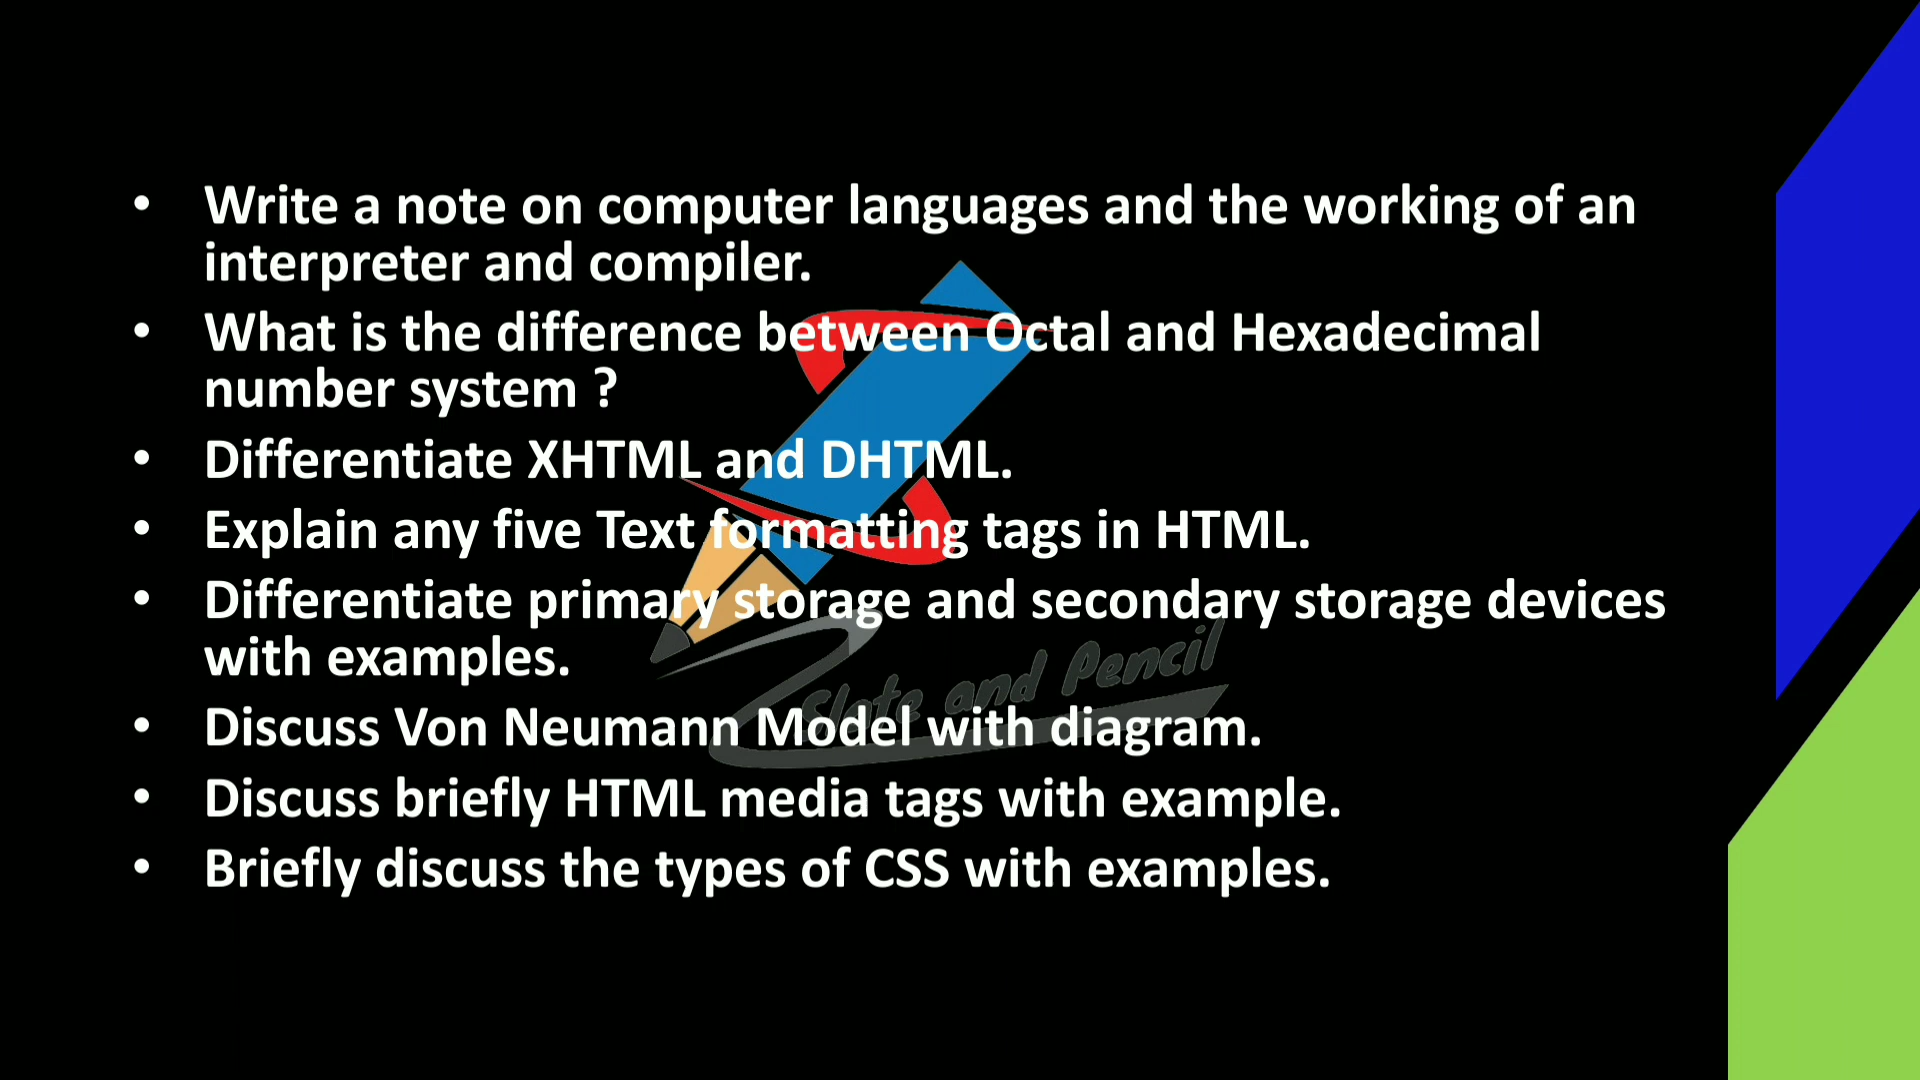 • Write a note on computer languages and the working of an
interpreter and compiler.
• What is the difference between Octal and Hexadecimal
number system ?
• Differentiate XHTML and DHTML.
• Explain any five Text formatting tags in HTML.
• Differentiate primary storage and secondary storage devices
with examples.
Slate and Pencil
• Discuss Von Neumann Model with diagram.
• Discuss briefly HTML media tags with example.
• Briefly discuss the types of CSS with examples.